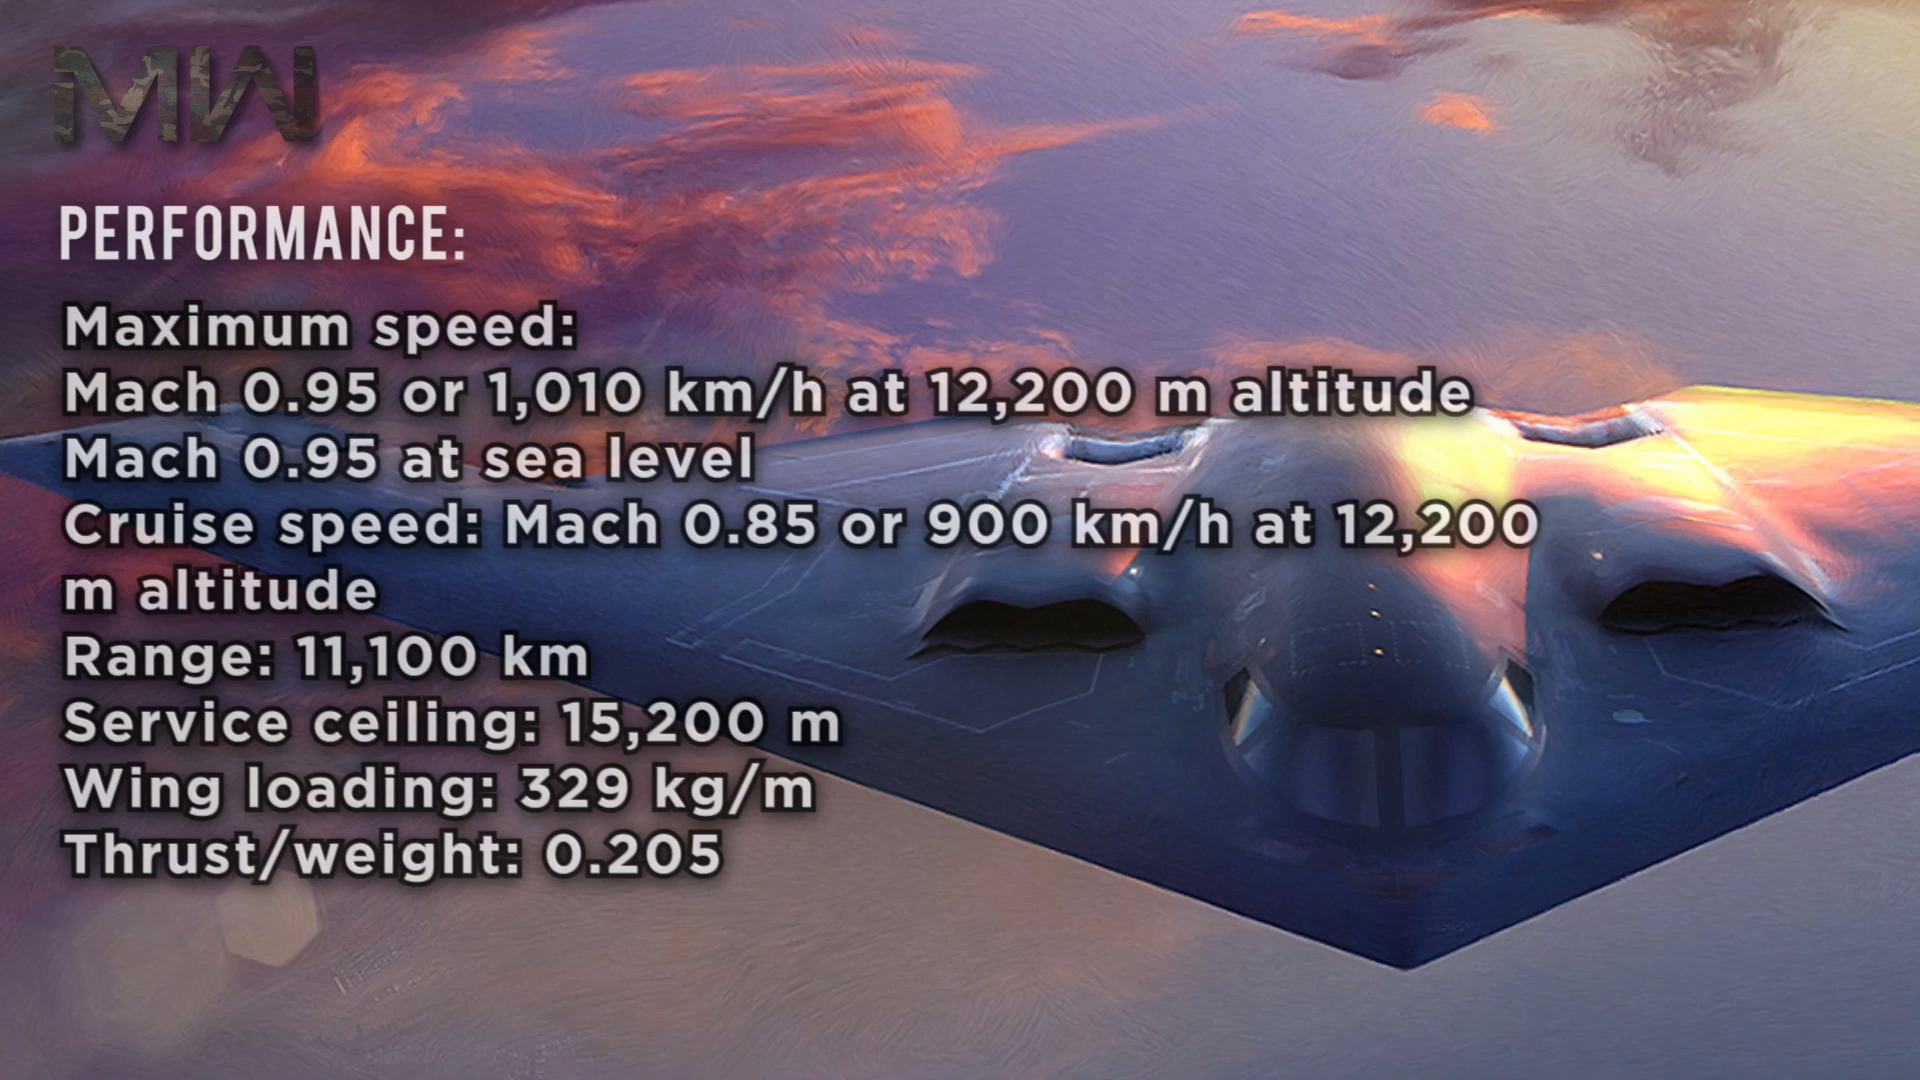 MW
PERFORMANCE:
Maximum speed:
Mach 0.95 or 1,010 km/h at 12,200 m altitude
Mach 0.95 at sea level
Cruise speed: Mach 0.85 or 900 km/h at 12,200
m altitude
Range: 11,100 km
Service ceiling: 15,200 m
Wing loading: 329 kg/m
Thrust/weight: 0.205